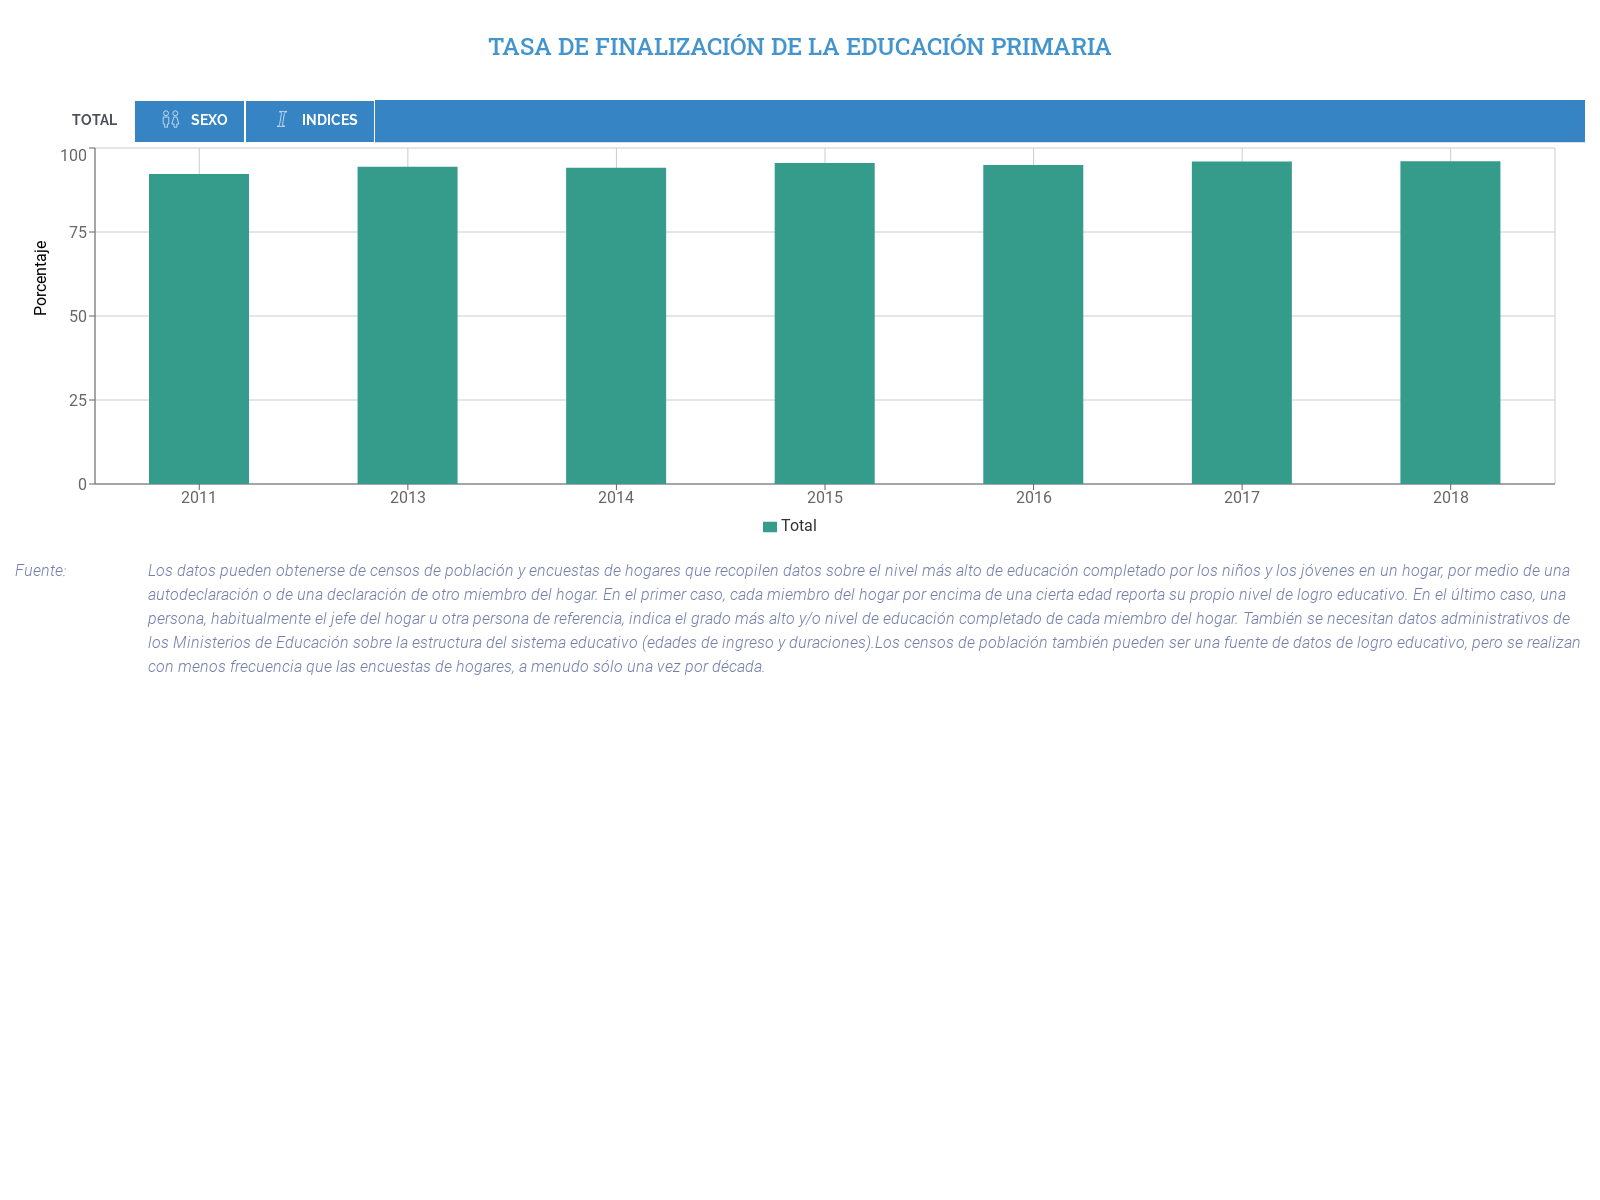 TASA DE FINALIZACIÓN DE LA EDUCACIÓN PRIMARIA
TOTAL SEXO INDICES
100
75
50
25
0
Porcentaje
2011 2013 2014 2015 2016 2017 2018
Total
Fuente: Los datos pueden obtenerse de censos de población y encuestas de hogares que recopilen datos sobre el nivel más alto de educación completado por los niños y los jóvenes en un hogar, por medio de una
autodeclaración o de una declaración de otro miembro del hogar. En el primer caso, cada miembro del hogar por encima de una cierta edad reporta su propio nivel de logro educativo. En el último caso, una
persona, habitualmente el jefe del hogar u otra persona de referencia, indica el grado más alto y/o nivel de educación completado de cada miembro del hogar. También se necesitan datos administrativos de
los Ministerios de Educación sobre la estructura del sistema educativo (edades de ingreso y duraciones).Los censos de población también pueden ser una fuente de datos de logro educativo, pero se realizan
con menos frecuencia que las encuestas de hogares, a menudo sólo una vez por década.